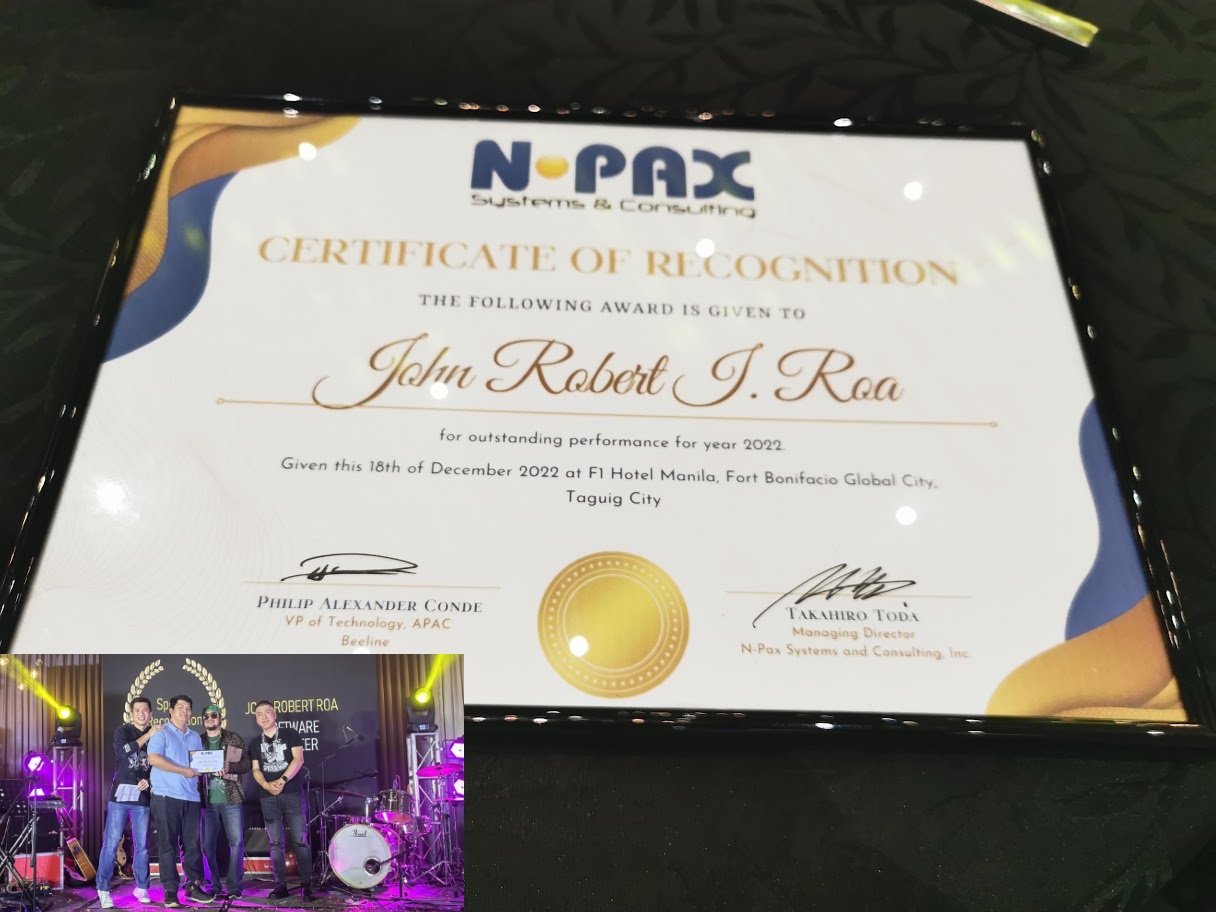 N PAX
Systems & Consulting
CERTIFICATE OF RECOGNITION
THE FOLLOWING AWARD IS GIVEN TO
John Robert I. Roa
for outstanding performance for year 2022.
Given this 18th of December 2022 at F1 Hotel Manila, Fort Bonifacio Global City,
Taguig City
PHILIP ALEXANDER CONDE
VP of Technology, APAC
Beeline
TAKAHIRO TODA
Managing Director
N-Pax Systems and Consulting, Inc.
ROBERT ROA
N-PAX
Pearl